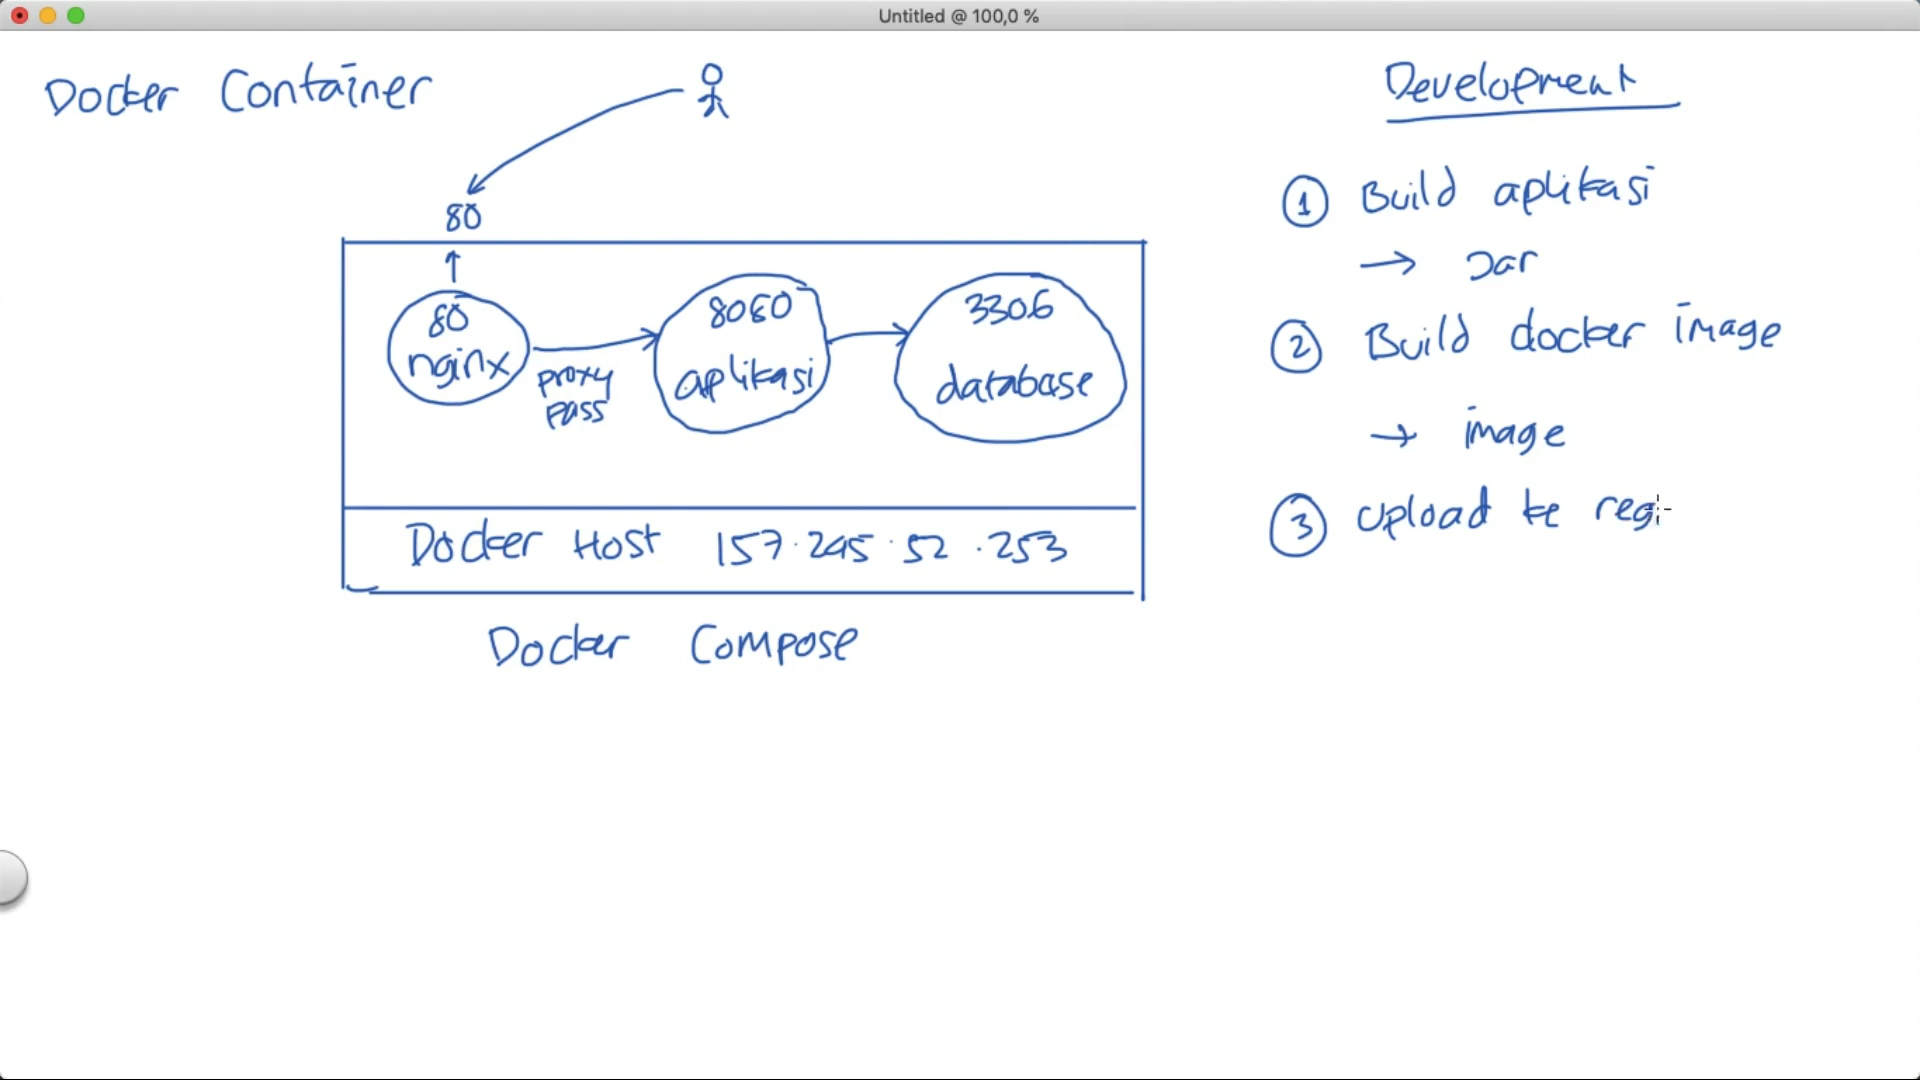 Untitled @ 100,0 %
Docker Container
80
80
nginx
proxy
pass
8080
aplikasi
3306
database
Docker Host 157.245.52.253
Docker Compose
Development
1 Build aplikasi
→ Jar
2 Build docker image
→ image
3 Upload ke reg